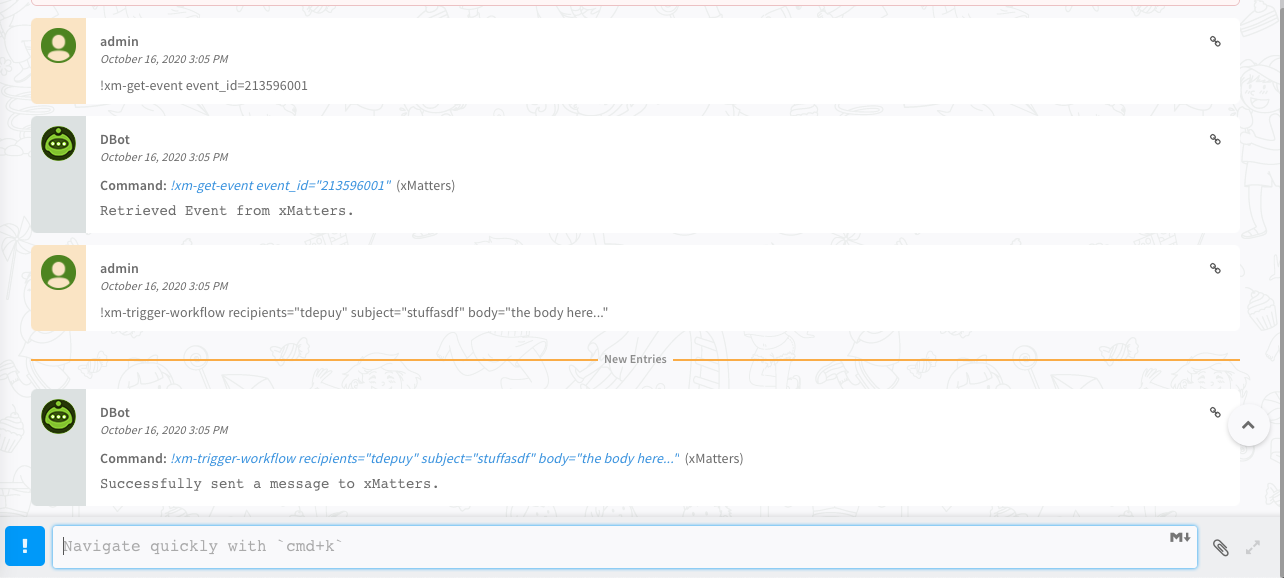 admin
October 16, 2020 3:05 PM
!xm-get-event event_id=213596001
DBot
October 16, 2020 3:05 PM
Command: !xm-get-event event_id="213596001" (xMatters)
Retrieved Event from xMatters.
admin
October 16, 2020 3:05 PM
!xm-trigger-workflow recipients="tdepuy" subject="stuffasdf" body="the body here..."
New Entries
DBot
October 16, 2020 3:05 PM
Command: !xm-trigger-workflow recipients="tdepuy" subject="stuffasdf" body="the body here..." (xMatters)
Successfully sent a message to xMatters.
! Navigate quickly with `cmd+k` M↓